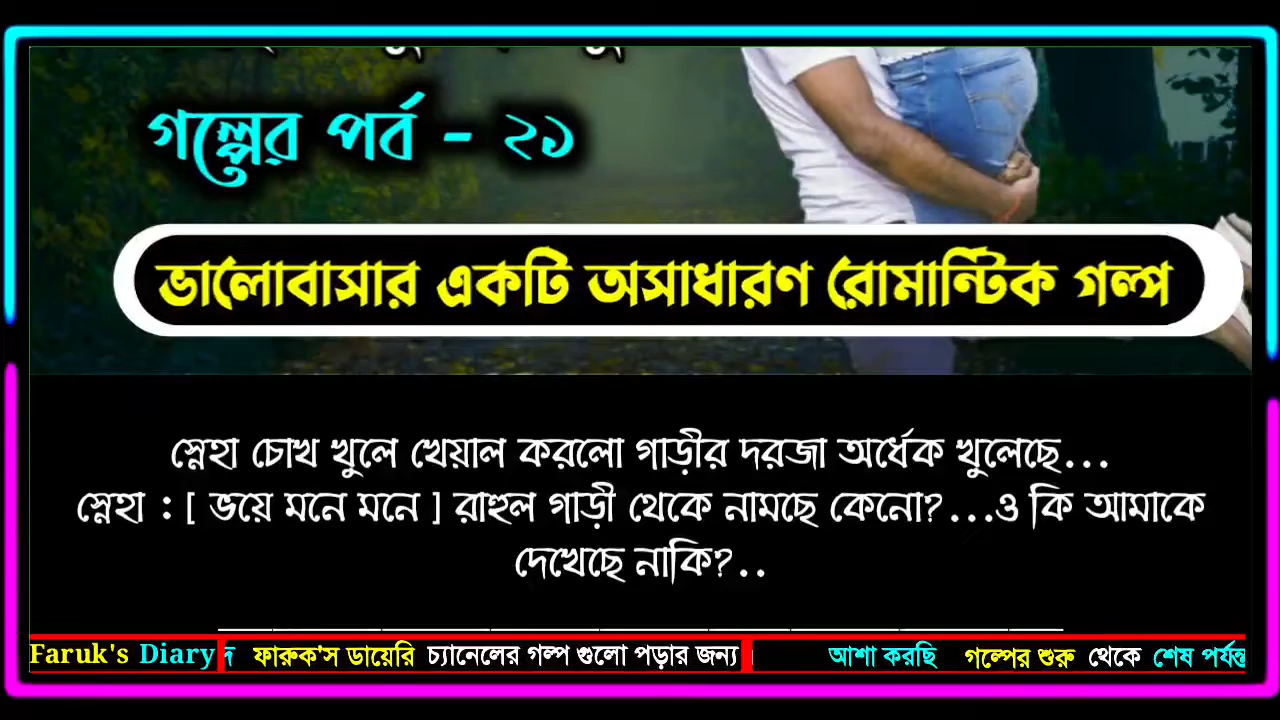 গল্পের পর্ব - ২১
ভালোবাসার একটি অসাধারণ রোমান্টিক গল্প
স্নেহা চোখ খুলে খেয়াল করলো গাড়ীর দরজা অর্ধেক খুলেছে...
স্নেহা : [ ভয়ে মনে মনে ] রাহুল গাড়ী থেকে নামছে কেনো?...ও কি আমাকে
দেখেছে নাকি?..
Faruk's Diary দ ফারুক'স ডায়েরি চ্যানেলের গল্প গুলো পড়ার জন্য আশা করছি গল্পের শুরু থেকে শেষ পর্যন্ত